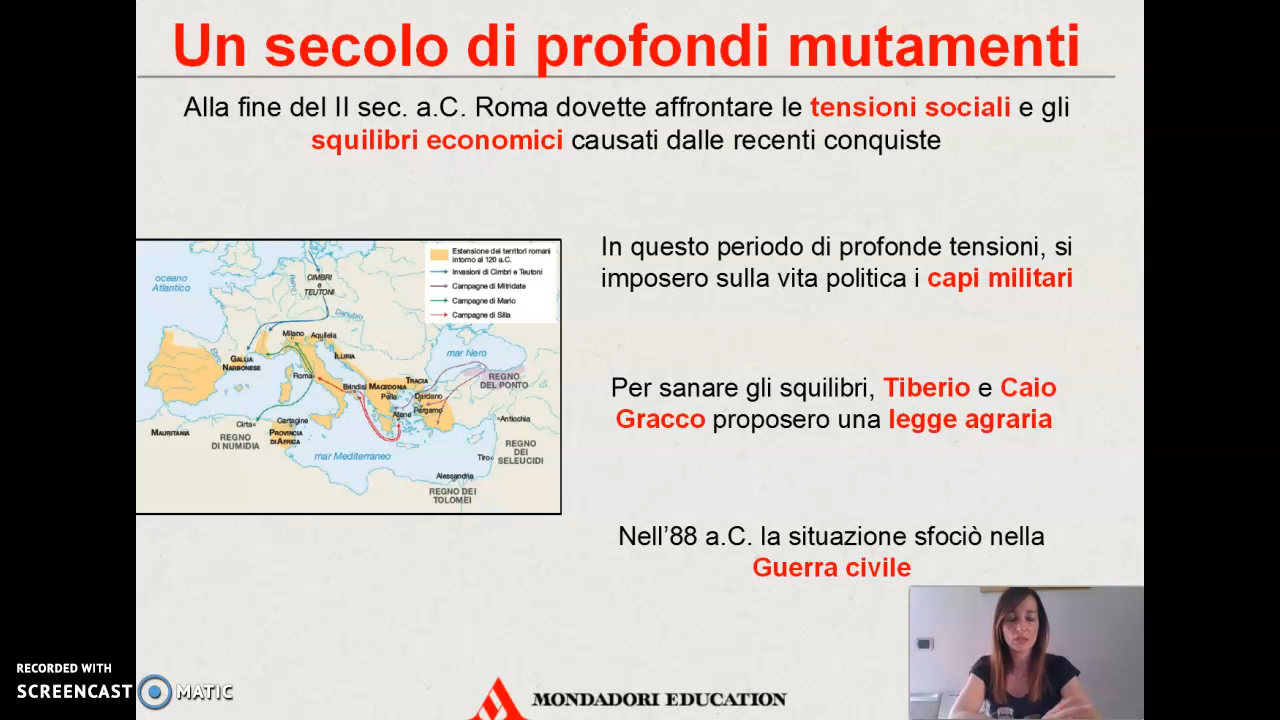 Un secolo di profondi mutamenti
Alla fine del II sec. a.C. Roma dovette affrontare le tensioni sociali e gli
squilibri economici causati dalle recenti conquiste
In questo periodo di profonde tensioni, si
imposero sulla vita politica i capi militari
Per sanare gli squilibri, Tiberio e Caio
Gracco proposero una legge agraria
Nell'88 a.C. la situazione sfociò nella
Guerra civile
Estensione dei territori romani
intorno al 120 a.C.
Invasioni di Cimbri e Teutoni
Campagne di Mitridate
Campagne di Mario
Campagne di Silla
oceano
Atlantico
CIMBRI
e
TEUTONI
Reno
Danubio
Milano
Aquileia
GALLIA
NARBONESE
Ebro
ILLIRIA
mar Nero
Roma
Brindisi
MACEDONIA
TRACIA
REGNO
DEL PONTO
Pella
Dardano
Pergamo
Atene
Cirta
Cartagine
MAURITANIA
REGNO
DI NUMIDIA
PROVINCIA
D'AFRICA
Antiochia
REGNO
DEI
SELEUCIDI
Tiro
mar Mediterraneo
Alessandria
REGNO DEI
TOLOMEI
RECORDED WITH
SCREENCAST MATIC
MONDADORI EDUCATION